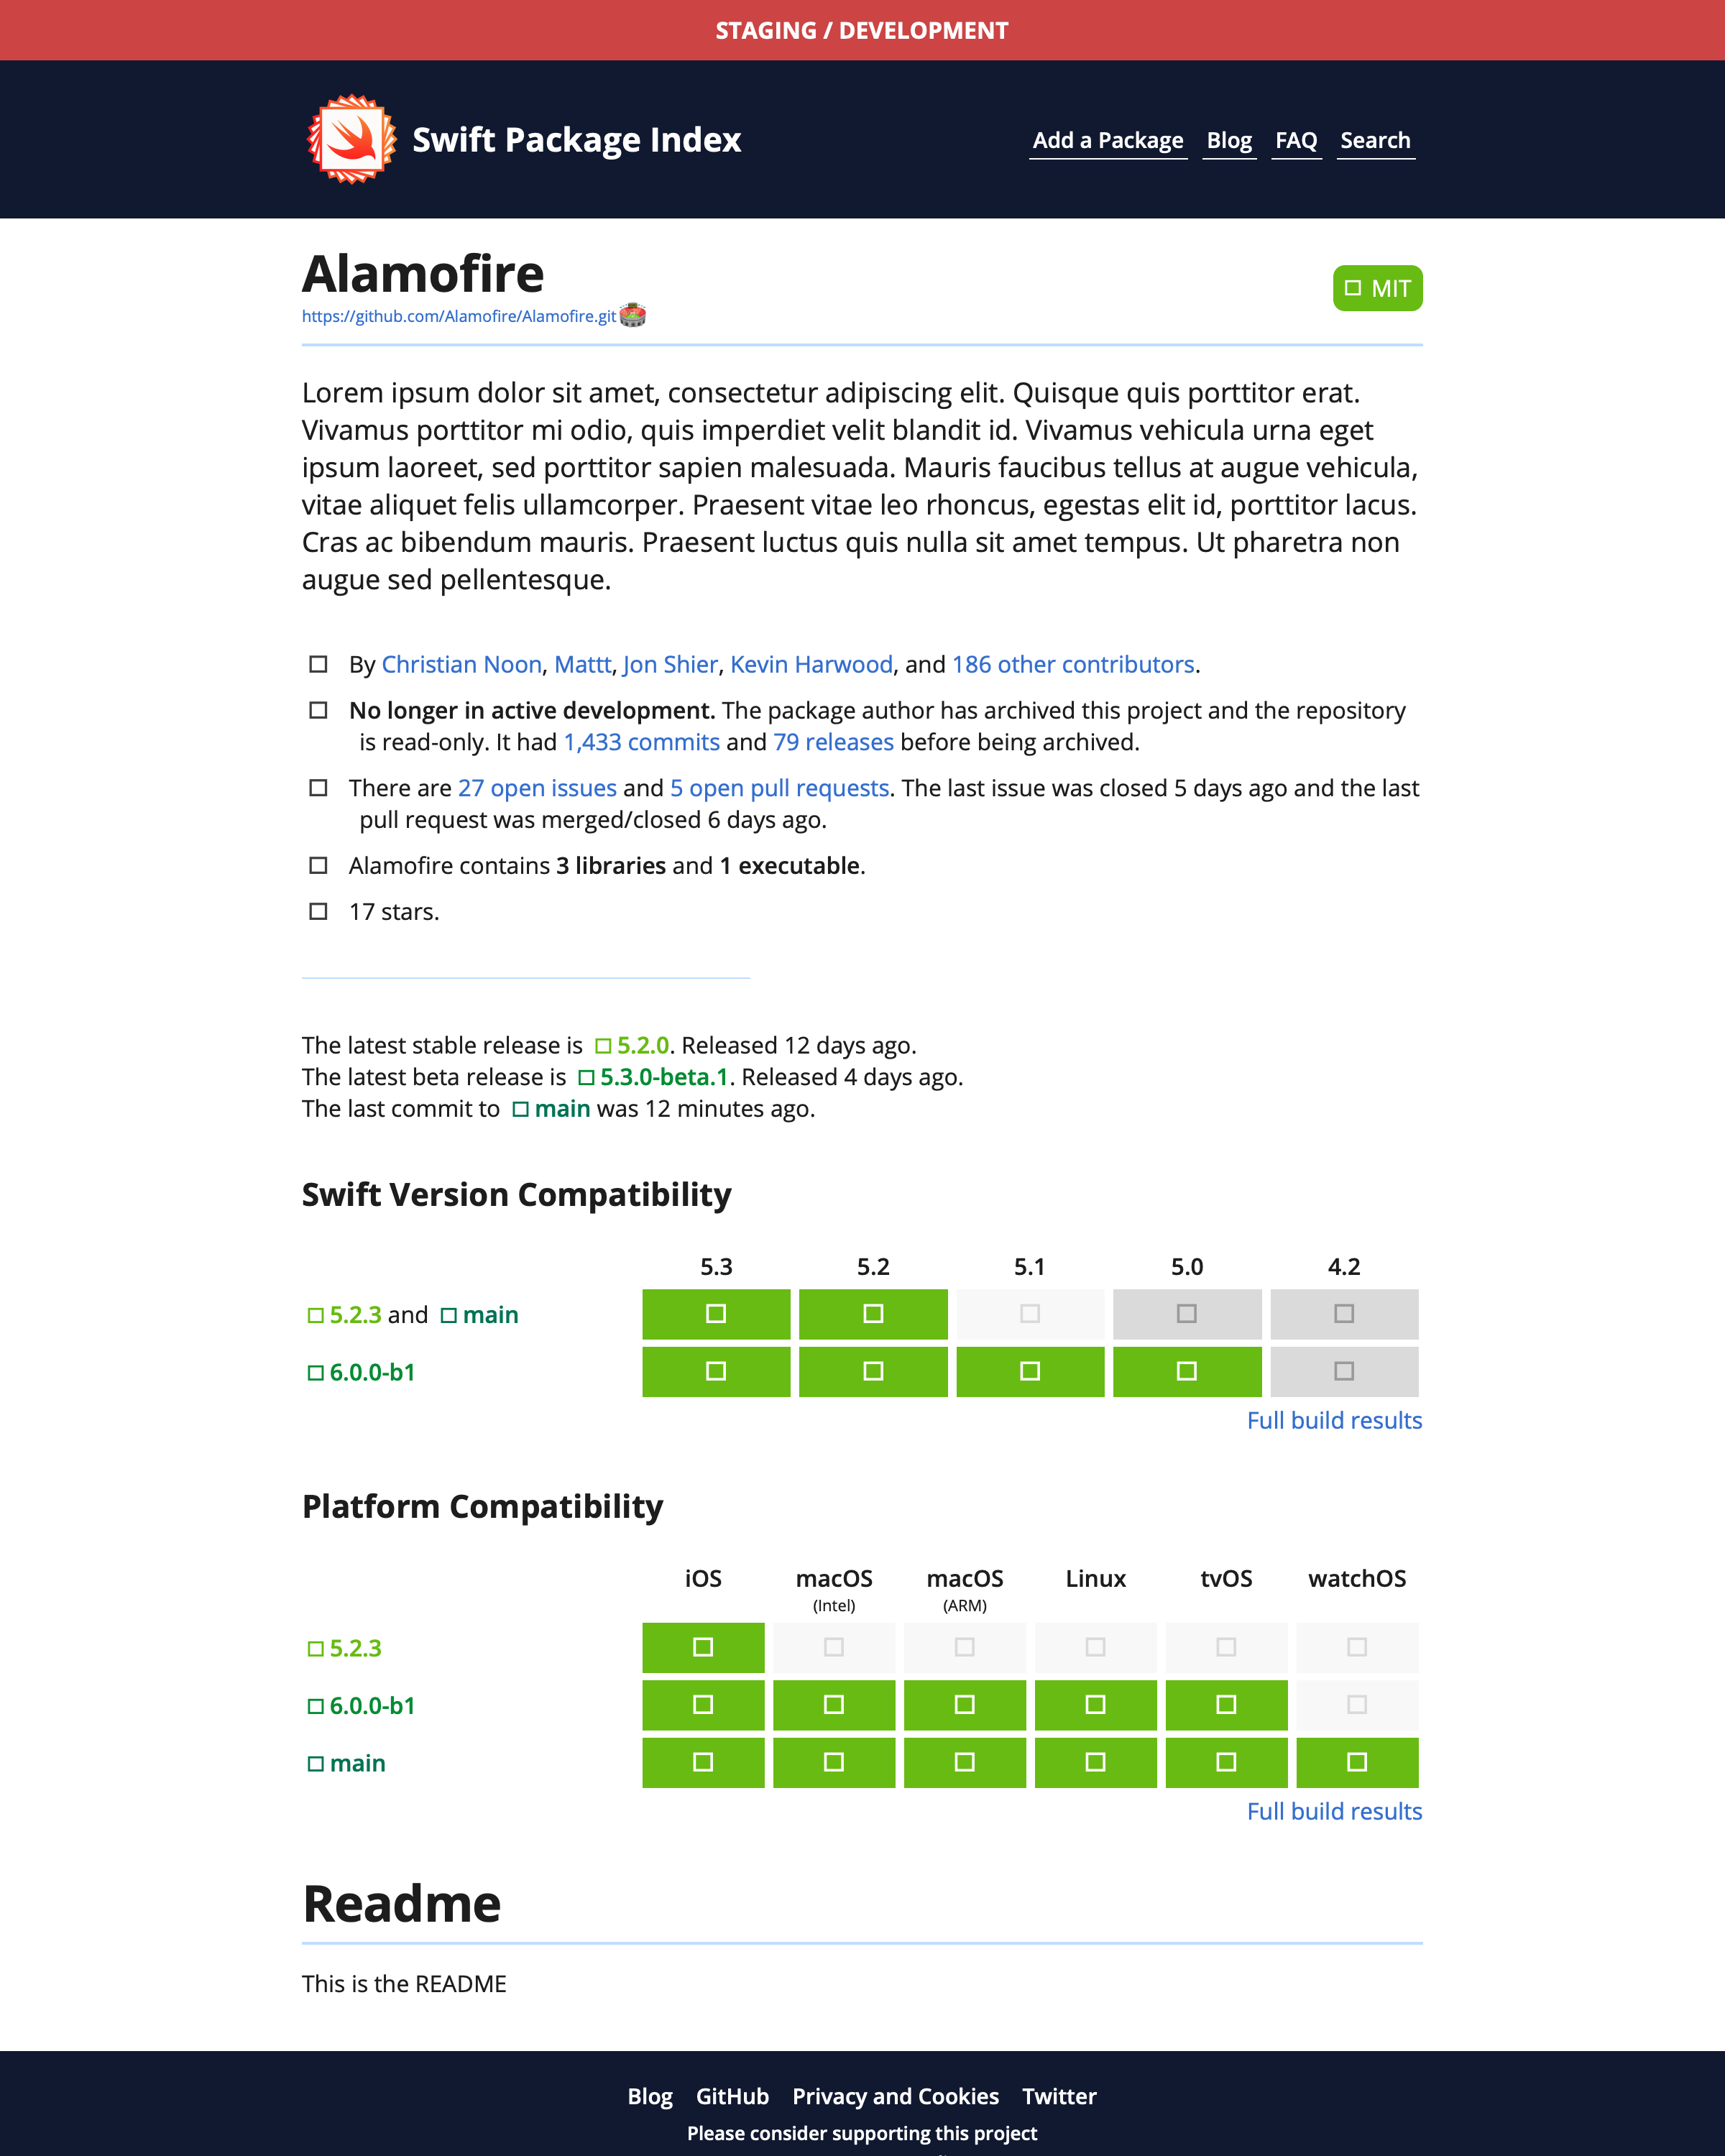 STAGING / DEVELOPMENT
Swift Package Index
Add a Package Blog FAQ Search
Alamofire
MIT
https://github.com/Alamofire/Alamofire.git
Lorem ipsum dolor sit amet, consectetur adipiscing elit. Quisque quis porttitor erat.
Vivamus porttitor mi odio, quis imperdiet velit blandit id. Vivamus vehicula urna eget
ipsum laoreet, sed porttitor sapien malesuada. Mauris faucibus tellus at augue vehicula,
vitae aliquet felis ullamcorper. Praesent vitae leo rhoncus, egestas elit id, porttitor lacus.
Cras ac bibendum mauris. Praesent luctus quis nulla sit amet tempus. Ut pharetra non
augue sed pellentesque.
By Christian Noon, Mattt, Jon Shier, Kevin Harwood, and 186 other contributors.
No longer in active development. The package author has archived this project and the repository
is read-only. It had 1,433 commits and 79 releases before being archived.
There are 27 open issues and 5 open pull requests. The last issue was closed 5 days ago and the last
pull request was merged/closed 6 days ago.
Alamofire contains 3 libraries and 1 executable.
17 stars.
The latest stable release is 5.2.0. Released 12 days ago.
The latest beta release is 5.3.0-beta.1. Released 4 days ago.
The last commit to main was 12 minutes ago.
Swift Version Compatibility
5.3 5.2 5.1 5.0 4.2
5.2.3 and main
6.0.0-b1
Full build results
Platform Compatibility
iOS macOS macOS Linux tvOS watchOS
(Intel) (ARM)
5.2.3
6.0.0-b1
main
Full build results
Readme
This is the README
Blog GitHub Privacy and Cookies Twitter
Please consider supporting this project